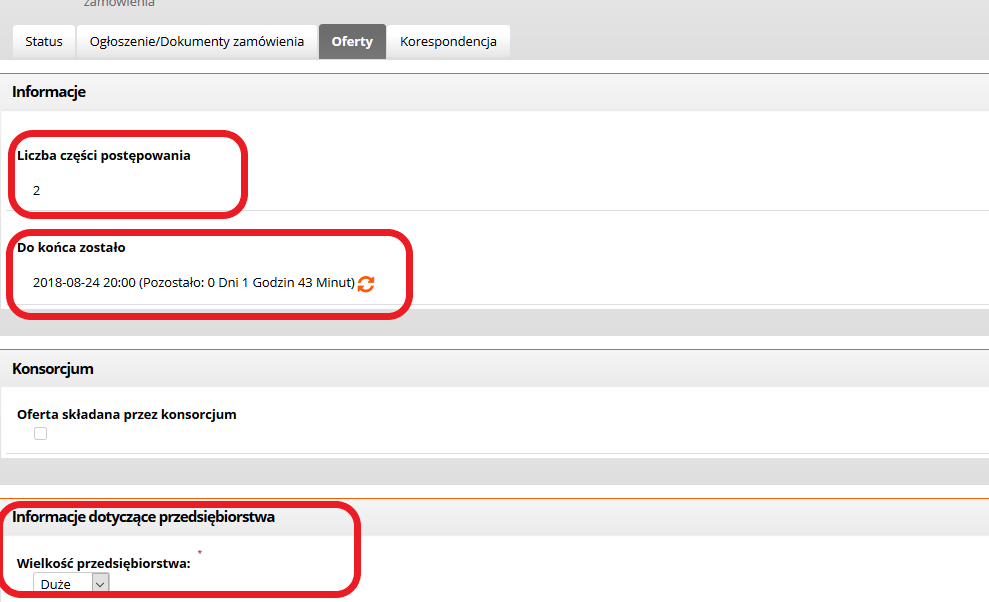 zamówienia
Status Ogłoszenie/Dokumenty zamówienia Oferty Korespondencja
Informacje
Liczba części postępowania
2
Do końca zostało
2018-08-24 20:00 (Pozostało: 0 Dni 1 Godzin 43 Minut)
Konsorcjum
Oferta składana przez konsorcjum
Informacje dotyczące przedsiębiorstwa
Wielkość przedsiębiorstwa: *
Duże